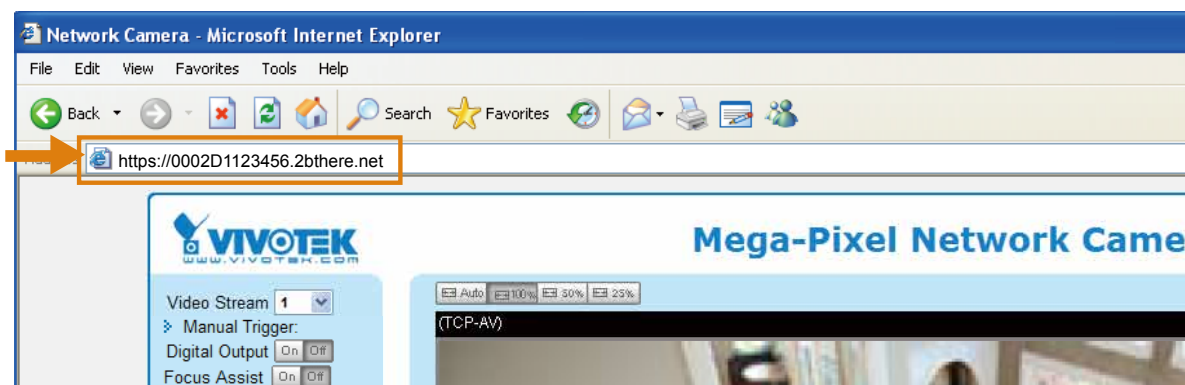 Network Camera - Microsoft Internet Explorer
File Edit View Favorites Tools Help
Back Search Favorites
https://0002D1123456.2bthere.net
VIVOTEK
www.vivotek.com
Mega-Pixel Network Came
Auto 100% 50% 25%
Video Stream 1
(TCP-AV)
Manual Trigger:
Digital Output On Off
Focus Assist On Off